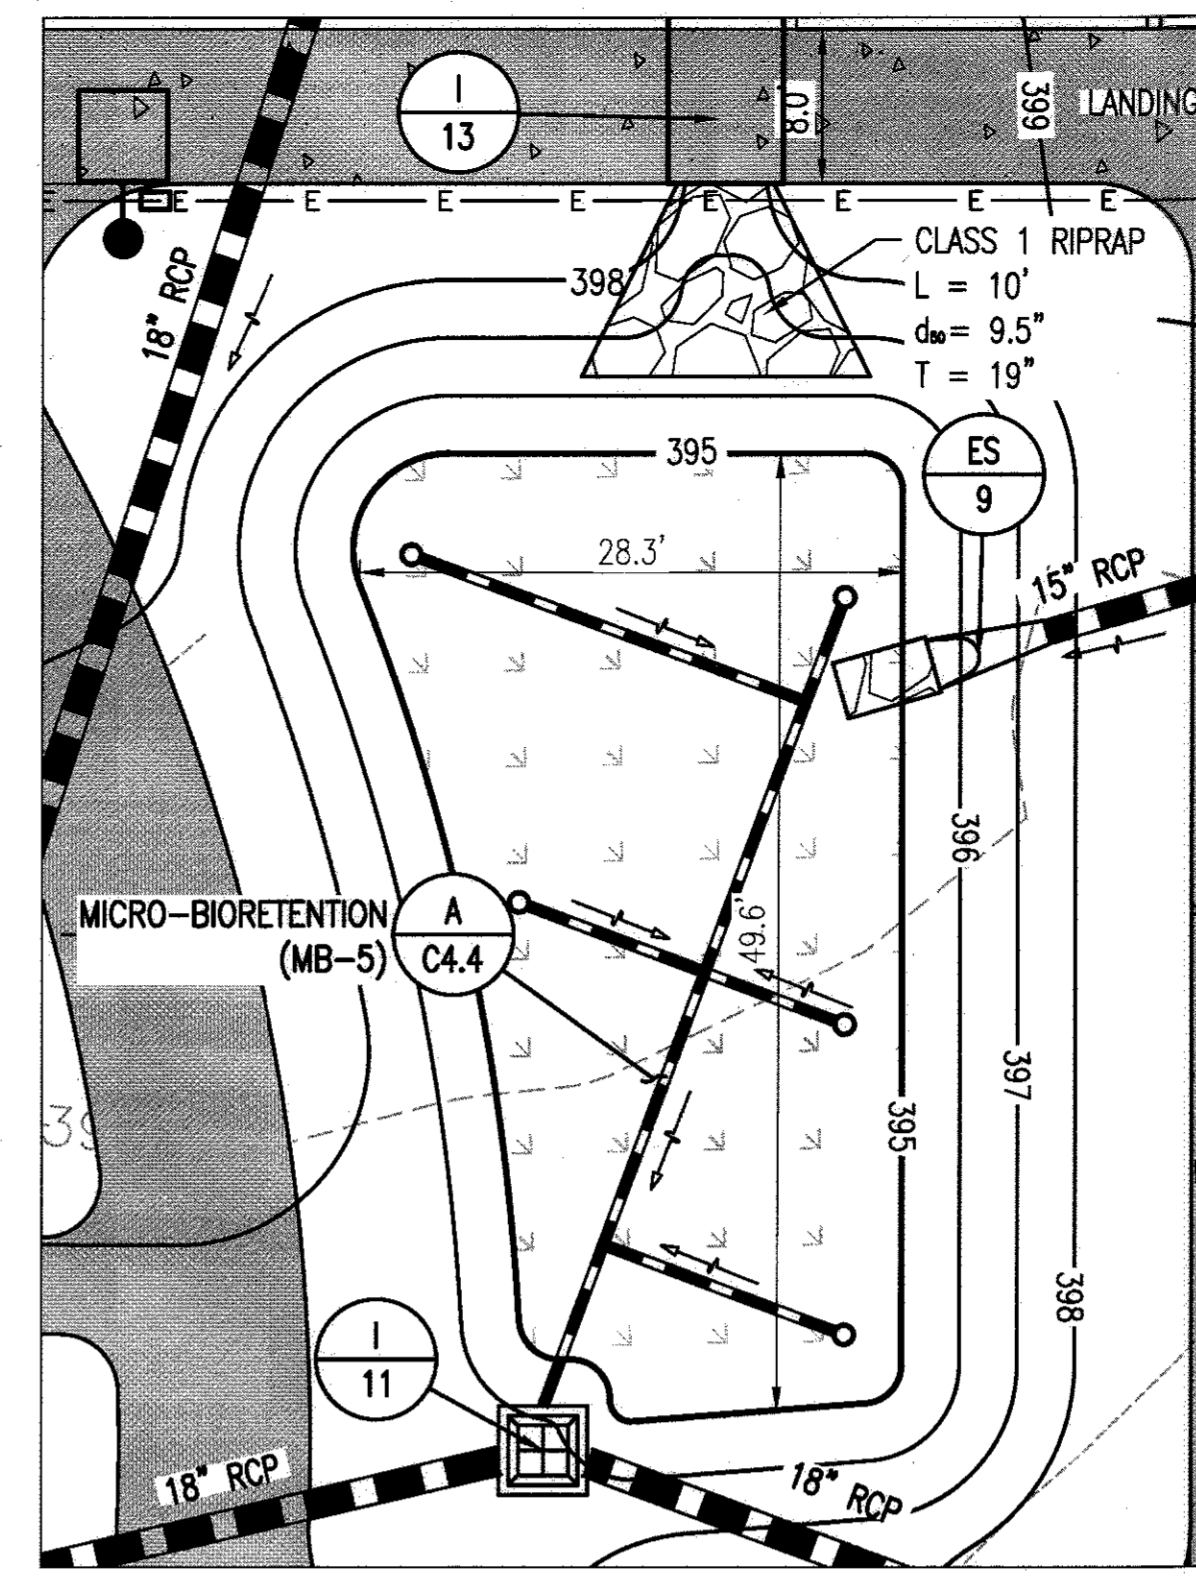 I
13
8.0
399
LANDING
E E E E E E E E E
18" RCP
398
CLASS 1 RIPRAP
L = 10'
d₅₀= 9.5"
T = 19"
395
ES
9
28.3'
15" RCP
396
MICRO-BIORETENTION
(MB-5)
A
C4.4
49.6'
397
395
398
I
11
18" RCP
18" RCP